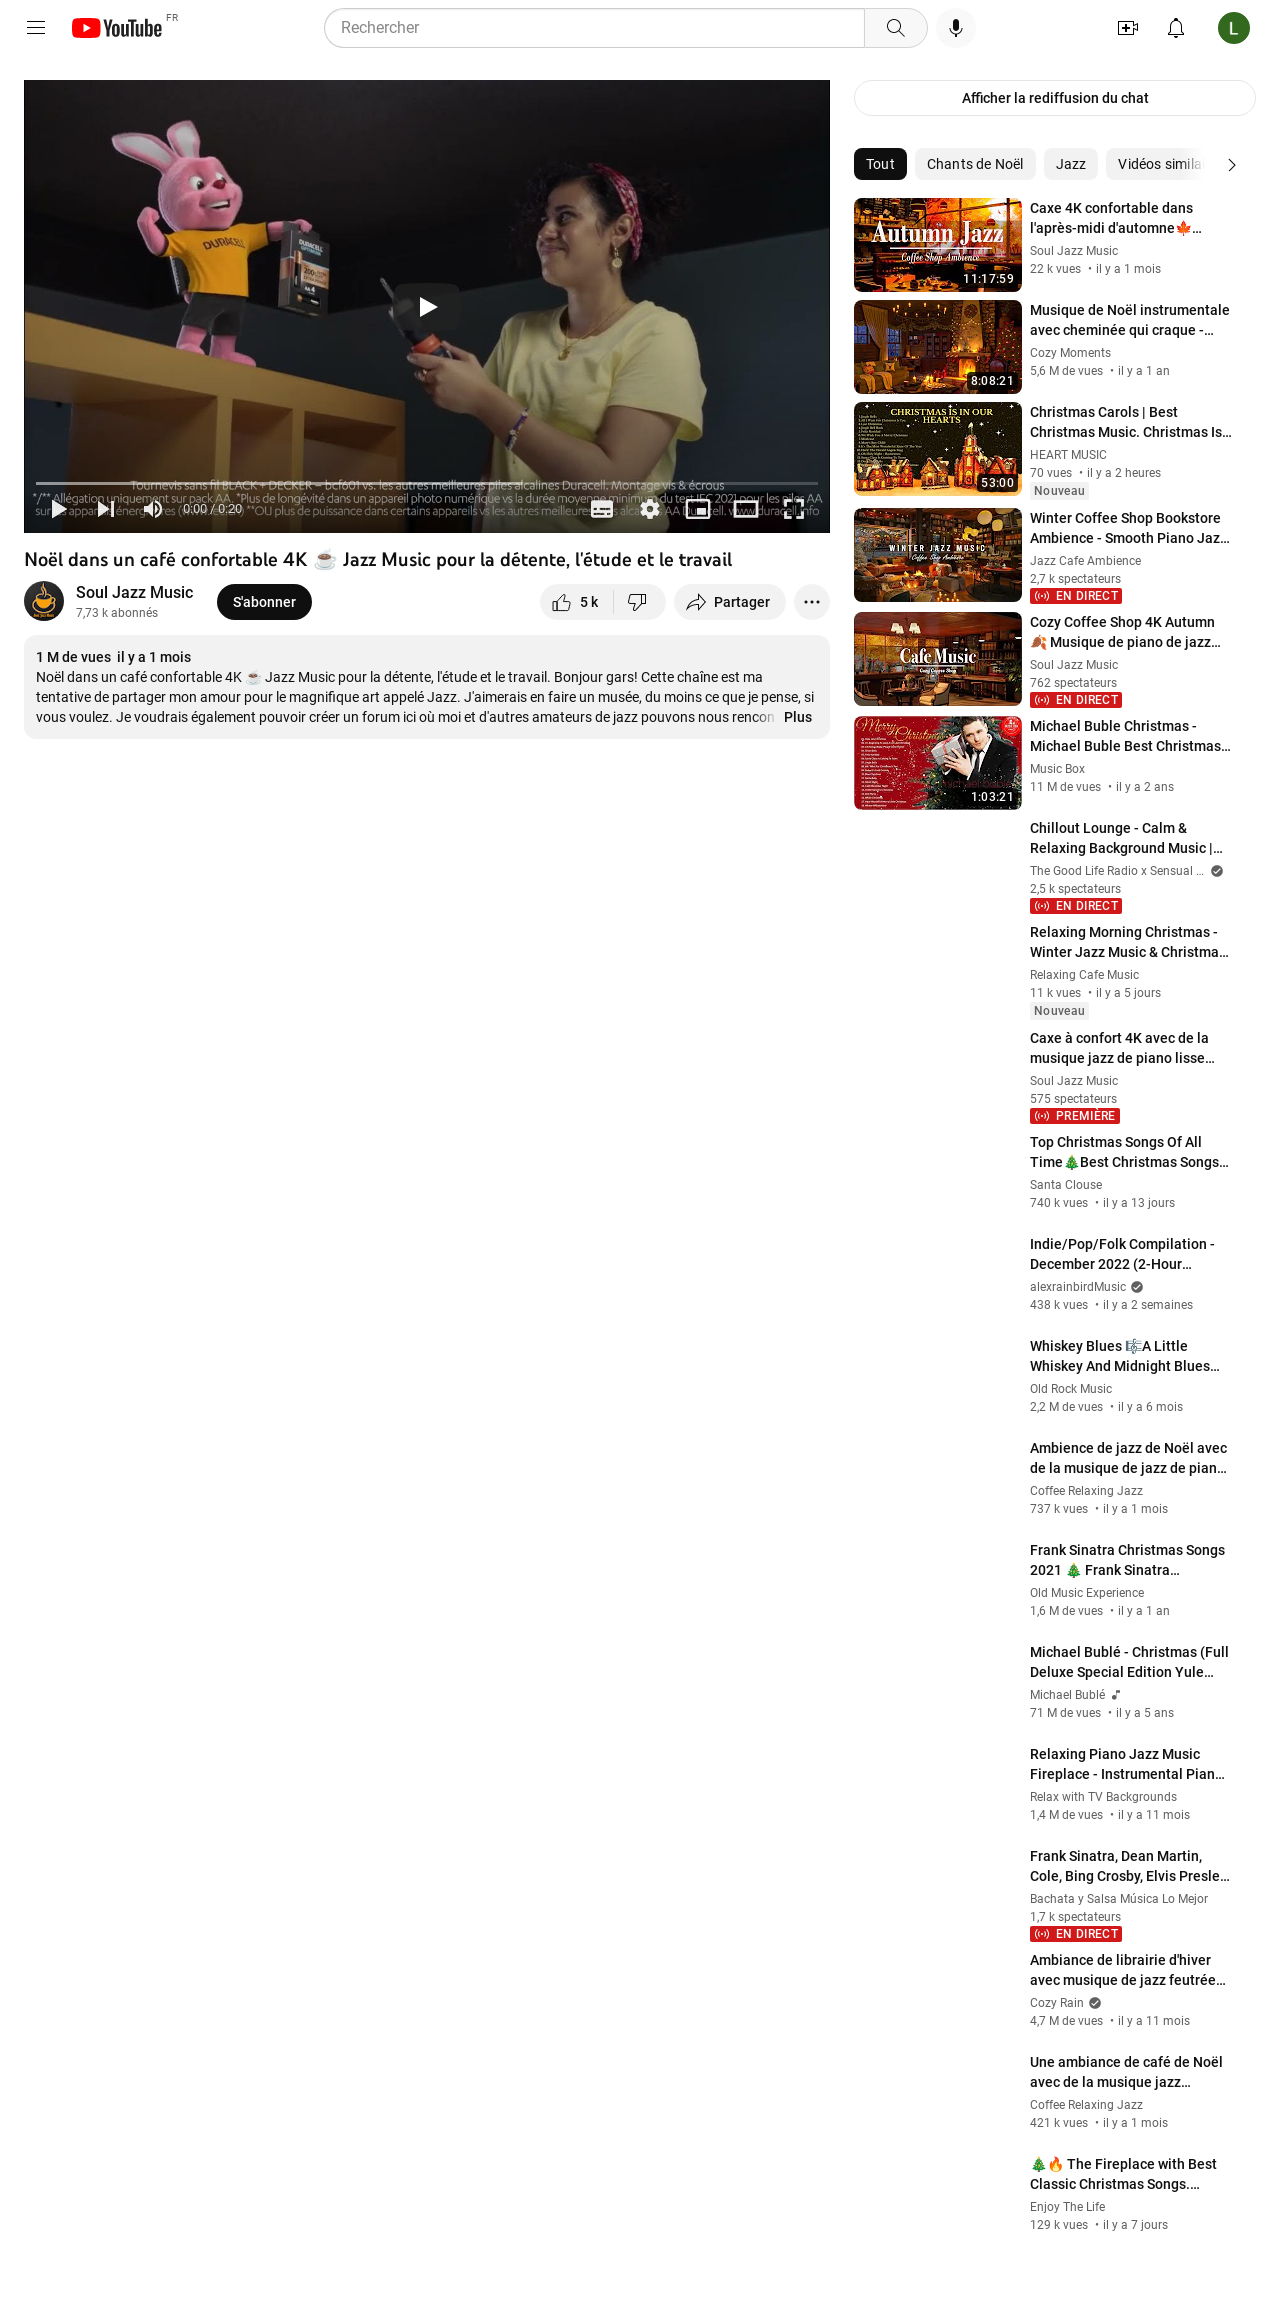 YouTube FR
Rechercher
L
Afficher la rediffusion du chat
Tout
Chants de Noël
Jazz
Vidéos simila
DURACELL
DURACELL
Tournevis sans fil BLACK + DECKER – bcf601 vs. les autres meilleures piles alcalines Duracell. Montage vis & écrous
*/** Allégation uniquement sur pack AA. *Plus de longévité dans un appareil photo numérique vs la durée moyenne minimum du test IEC 2021 pour les piles AA
0:00 / 0:20
Noël dans un café confortable 4K ☕ Jazz Music pour la détente, l'étude et le travail
Soul Jazz Music
7,73 k abonnés
S'abonner
5 k
Partager
1 M de vues il y a 1 mois
Noël dans un café confortable 4K ☕ Jazz Music pour la détente, l'étude et le travail. Bonjour gars! Cette chaîne est ma
tentative de partager mon amour pour le magnifique art appelé Jazz. J'aimerais en faire un musée, du moins ce que je pense, si
vous voulez. Je voudrais également pouvoir créer un forum ici où moi et d'autres amateurs de jazz pouvons nous rencon Plus
Autumn Jazz
Coffee Shop Ambience
11:17:59
Caxe 4K confortable dans
l'après-midi d'automne🍁…
Soul Jazz Music
22 k vues • il y a 1 mois
8:08:21
Musique de Noël instrumentale
avec cheminée qui craque -…
Cozy Moments
5,6 M de vues • il y a 1 an
CHRISTMAS IS IN OUR
HEARTS
53:00
Christmas Carols | Best
Christmas Music. Christmas Is…
HEART MUSIC
70 vues • il y a 2 heures
Nouveau
WINTER JAZZ MUSIC
Coffee Shop Ambience
Winter Coffee Shop Bookstore
Ambience - Smooth Piano Jaz…
Jazz Cafe Ambience
2,7 k spectateurs
EN DIRECT
Cafe Music
Cozy Coffee Shop
Cozy Coffee Shop 4K Autumn
🍂 Musique de piano de jazz…
Soul Jazz Music
762 spectateurs
EN DIRECT
Merry Christmas
1:03:21
Michael Buble Christmas -
Michael Buble Best Christmas…
Music Box
11 M de vues • il y a 2 ans
Chillout Lounge - Calm &
Relaxing Background Music |…
The Good Life Radio x Sensual …
2,5 k spectateurs
EN DIRECT
Relaxing Morning Christmas -
Winter Jazz Music & Christma…
Relaxing Cafe Music
11 k vues • il y a 5 jours
Nouveau
Caxe à confort 4K avec de la
musique jazz de piano lisse…
Soul Jazz Music
575 spectateurs
PREMIÈRE
Top Christmas Songs Of All
Time🎄Best Christmas Songs…
Santa Clouse
740 k vues • il y a 13 jours
Indie/Pop/Folk Compilation -
December 2022 (2-Hour…
alexrainbirdMusic
438 k vues • il y a 2 semaines
Whiskey Blues 🎼A Little
Whiskey And Midnight Blues…
Old Rock Music
2,2 M de vues • il y a 6 mois
Ambience de jazz de Noël avec
de la musique de jazz de pian…
Coffee Relaxing Jazz
737 k vues • il y a 1 mois
Frank Sinatra Christmas Songs
2021 🎄 Frank Sinatra…
Old Music Experience
1,6 M de vues • il y a 1 an
Michael Bublé - Christmas (Full
Deluxe Special Edition Yule…
Michael Bublé
71 M de vues • il y a 5 ans
Relaxing Piano Jazz Music
Fireplace - Instrumental Pian…
Relax with TV Backgrounds
1,4 M de vues • il y a 11 mois
Frank Sinatra, Dean Martin,
Cole, Bing Crosby, Elvis Presle…
Bachata y Salsa Música Lo Mejor
1,7 k spectateurs
EN DIRECT
Ambiance de librairie d'hiver
avec musique de jazz feutrée…
Cozy Rain
4,7 M de vues • il y a 11 mois
Une ambiance de café de Noël
avec de la musique jazz…
Coffee Relaxing Jazz
421 k vues • il y a 1 mois
🎄🔥 The Fireplace with Best
Classic Christmas Songs.…
Enjoy The Life
129 k vues • il y a 7 jours